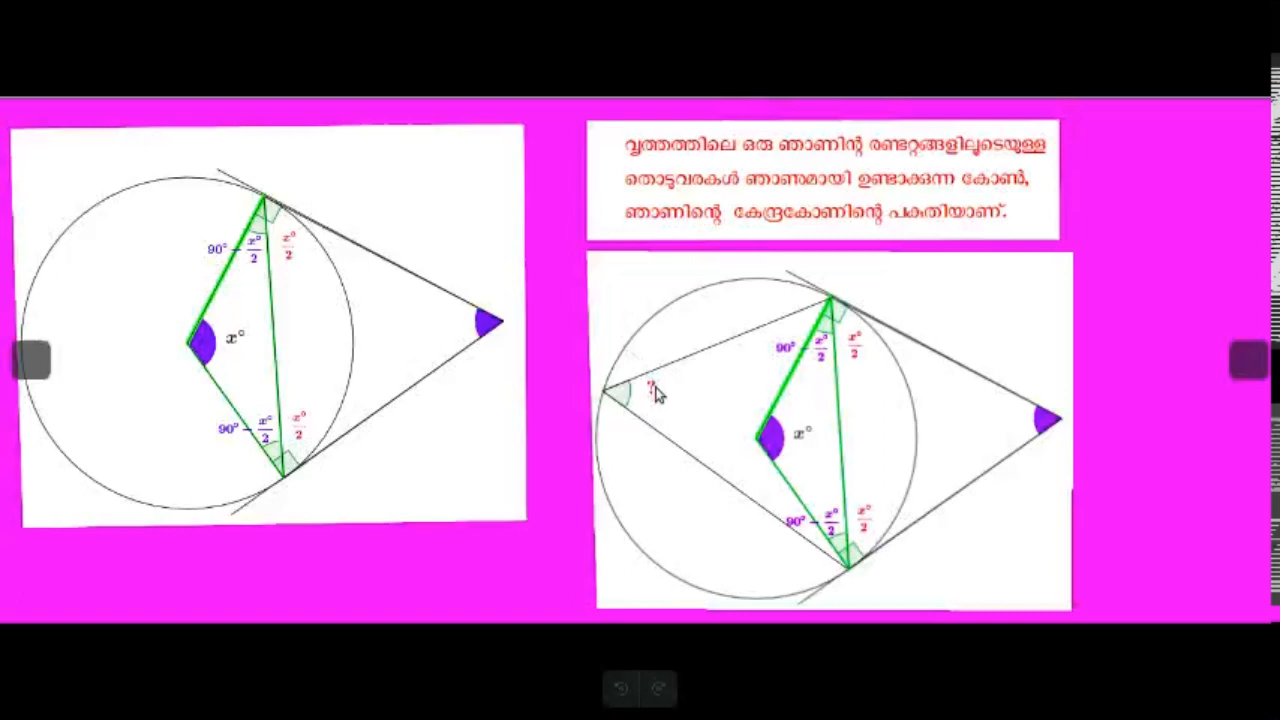 വൃത്തത്തിലെ ഒരു ഞാണിന്റ രണ്ടറ്റങ്ങളിലൂടെയുള്ള
തൊടുവരകൾ ഞാണുമായി ഉണ്ടാക്കുന്ന കോൺ,
ഞാണിന്റെ കേന്ദ്രകോണിന്റെ പകുതിയാണ്.
90° − x°/2 x°/2
x°
90° − x°/2 x°/2
90° − x°/2 x°/2
?
x°
90° − x°/2 x°/2